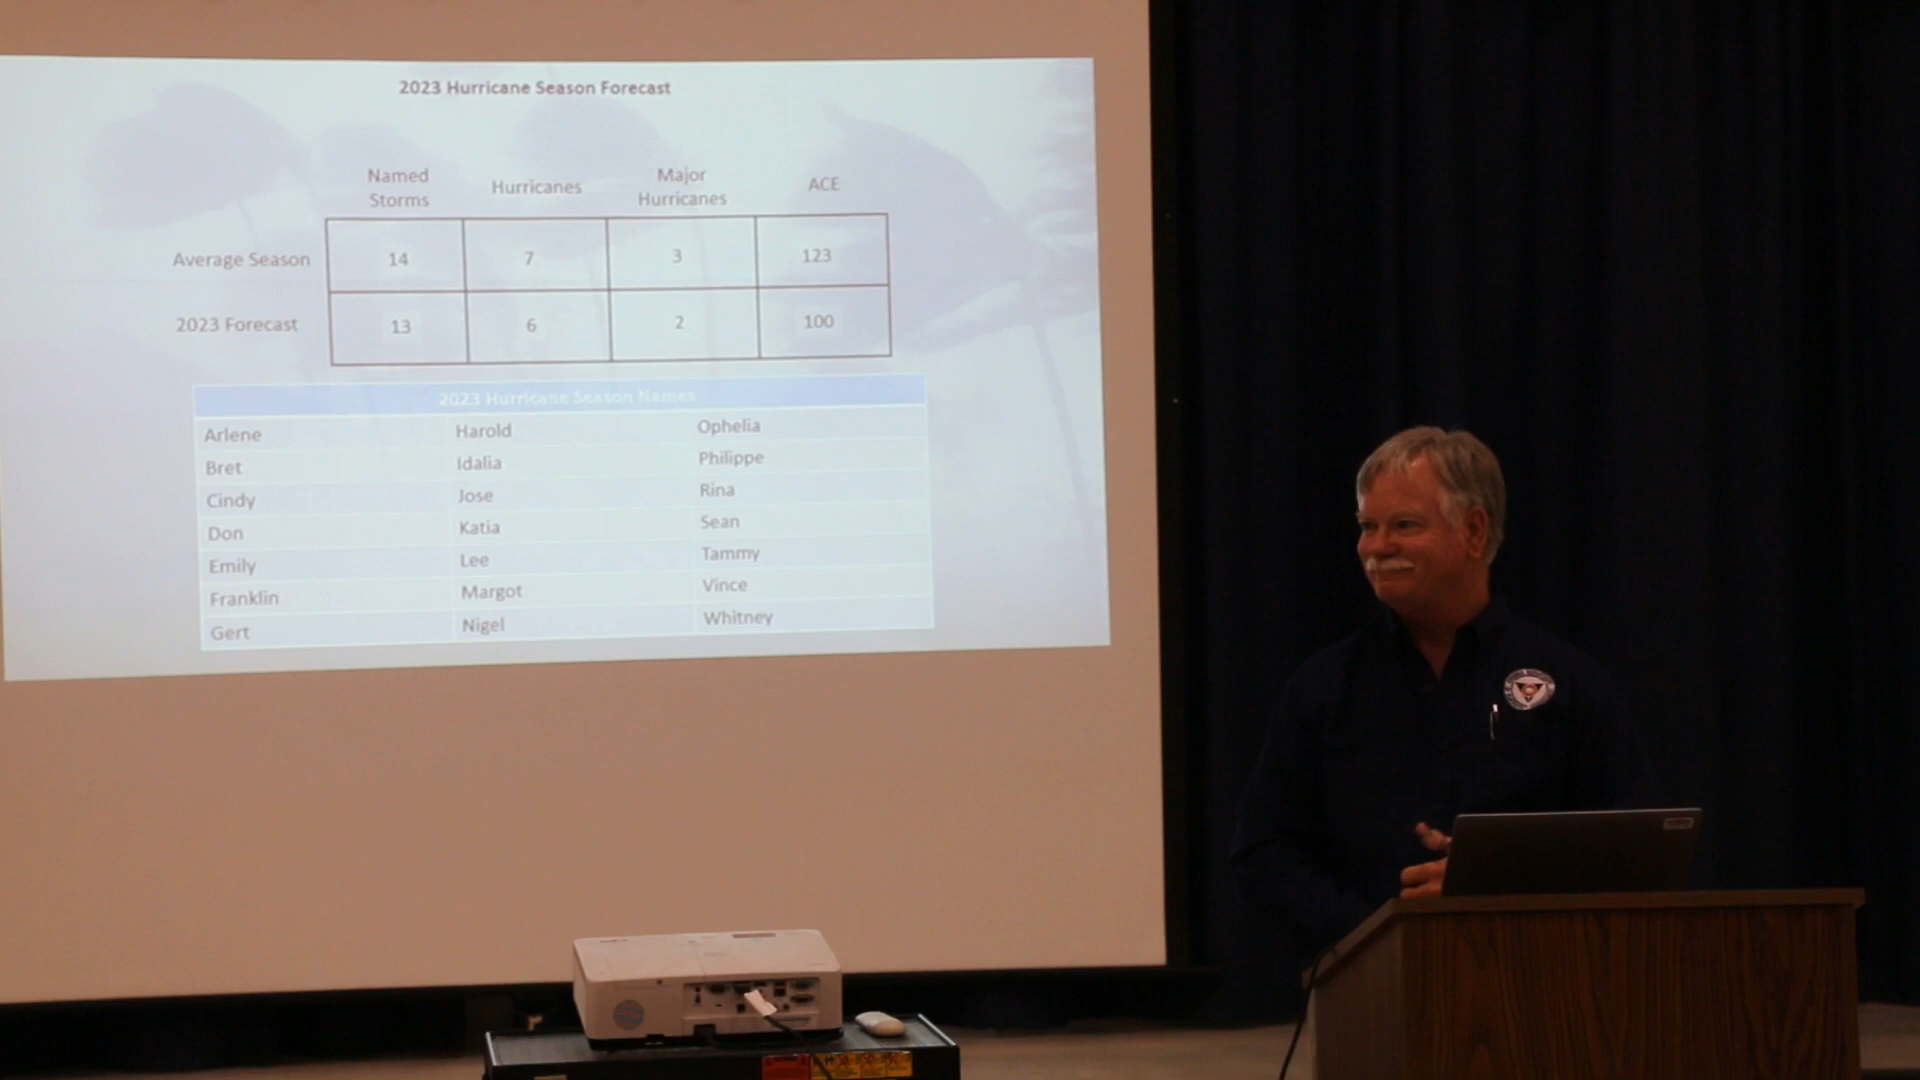 2023 Hurricane Season Forecast
Named Storms Hurricanes Major Hurricanes ACE
Average Season 14 7 3 123
2023 Forecast 13 6 2 100
2023 Hurricane Season Names
Arlene Harold Ophelia
Bret Idalia Philippe
Cindy Jose Rina
Don Katia Sean
Emily Lee Tammy
Franklin Margot Vince
Gert Nigel Whitney